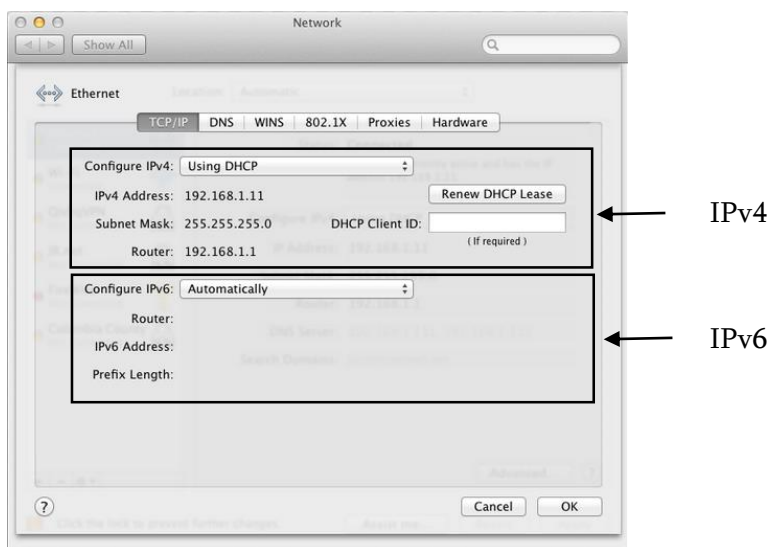 Network
Show All
Ethernet Location: Automatic
TCP/IP DNS WINS 802.1X Proxies Hardware
Configure IPv4: Using DHCP
IPv4 Address: 192.168.1.11 Renew DHCP Lease
Subnet Mask: 255.255.255.0 DHCP Client ID:
( If required )
Router: 192.168.1.1
IPv4
Configure IPv6: Automatically
Router:
IPv6 Address:
Prefix Length:
IPv6
Advanced...
? Cancel OK
Click the lock to prevent further changes.